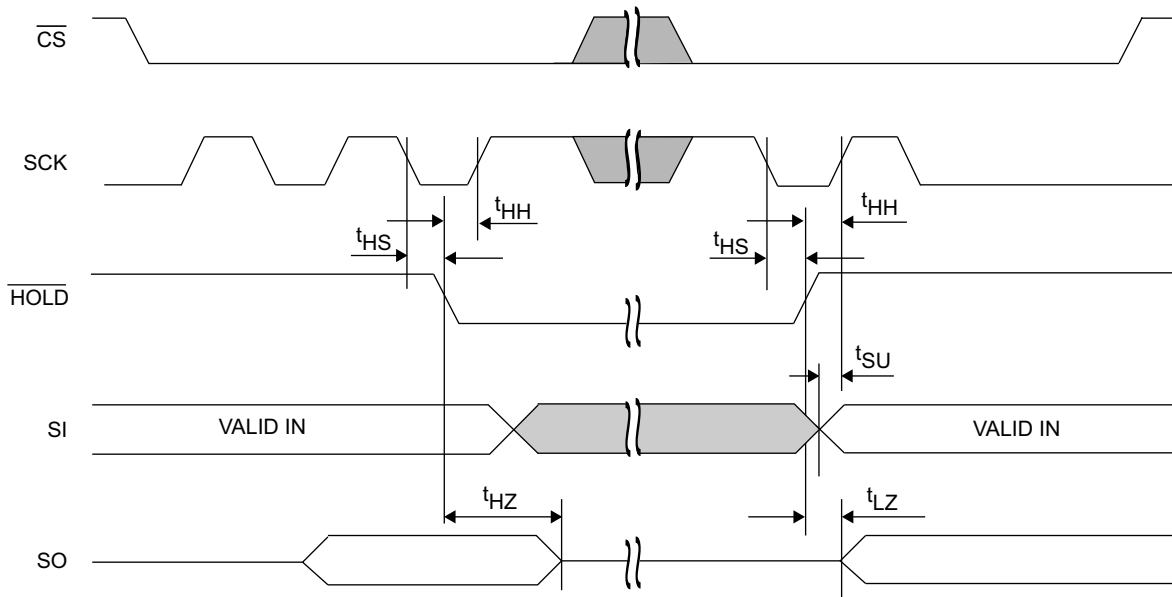 CS
SCK
tHH
tHH
tHS
tHS
HOLD
tSU
SI
VALID IN
VALID IN
tHZ
tLZ
SO